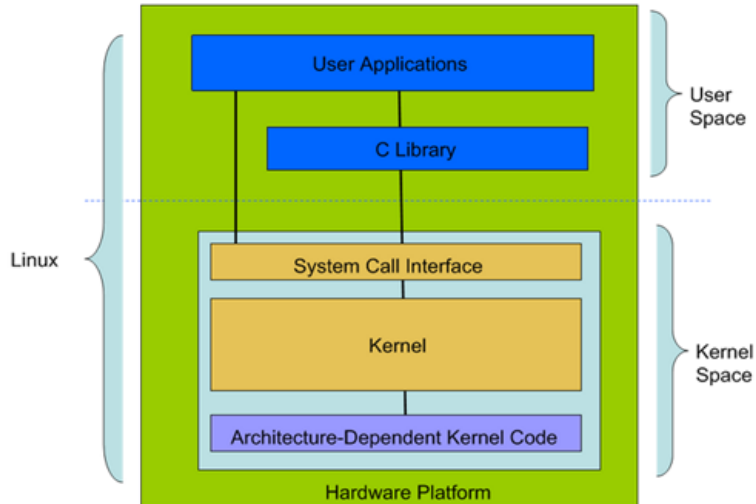 User Applications
User
Space
C Library
Linux
System Call Interface
Kernel
Kernel
Space
Architecture-Dependent Kernel Code
Hardware Platform